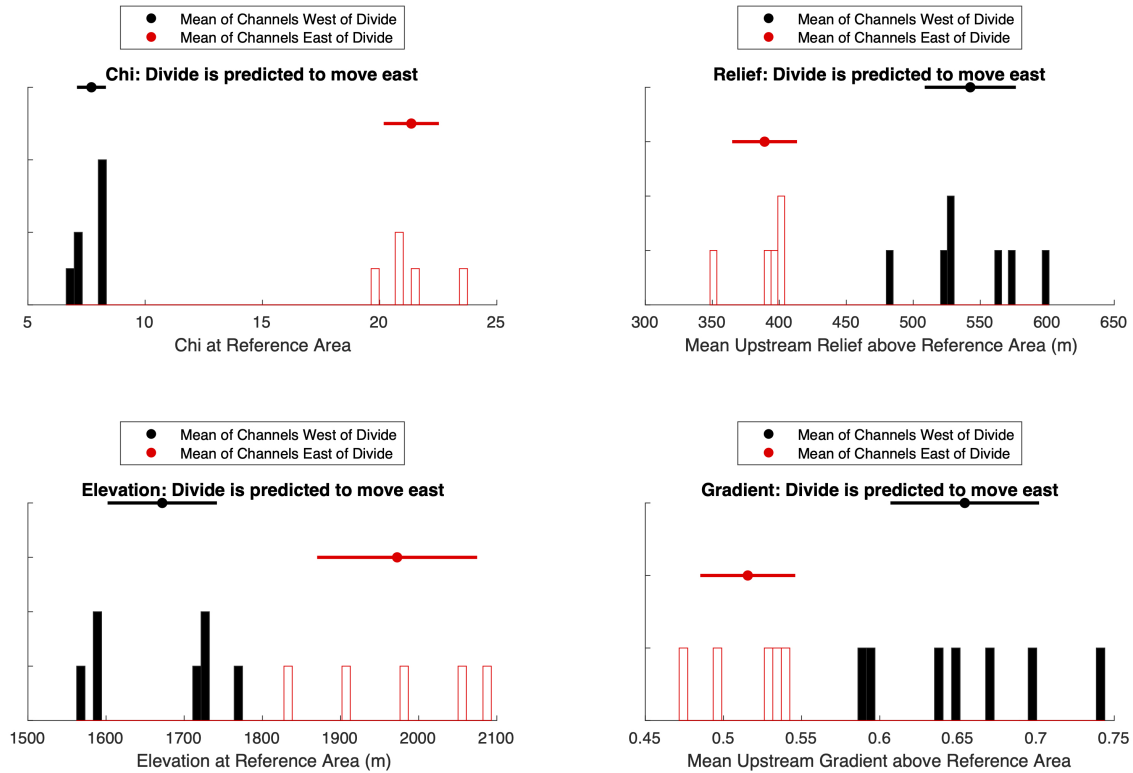 Mean of Channels West of Divide
Mean of Channels East of Divide
Chi: Divide is predicted to move east
5 10 15 20 25
Chi at Reference Area
Mean of Channels West of Divide
Mean of Channels East of Divide
Relief: Divide is predicted to move east
300 350 400 450 500 550 600 650
Mean Upstream Relief above Reference Area (m)
Mean of Channels West of Divide
Mean of Channels East of Divide
Elevation: Divide is predicted to move east
1500 1600 1700 1800 1900 2000 2100
Elevation at Reference Area (m)
Mean of Channels West of Divide
Mean of Channels East of Divide
Gradient: Divide is predicted to move east
0.45 0.5 0.55 0.6 0.65 0.7 0.75
Mean Upstream Gradient above Reference Area